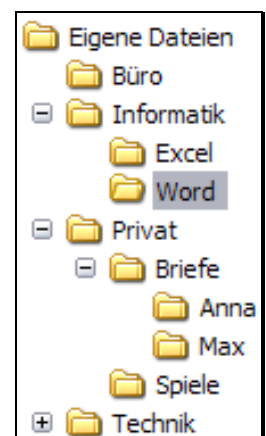 Eigene Dateien
Büro
Informatik
Excel
Word
Privat
Briefe
Anna
Max
Spiele
Technik